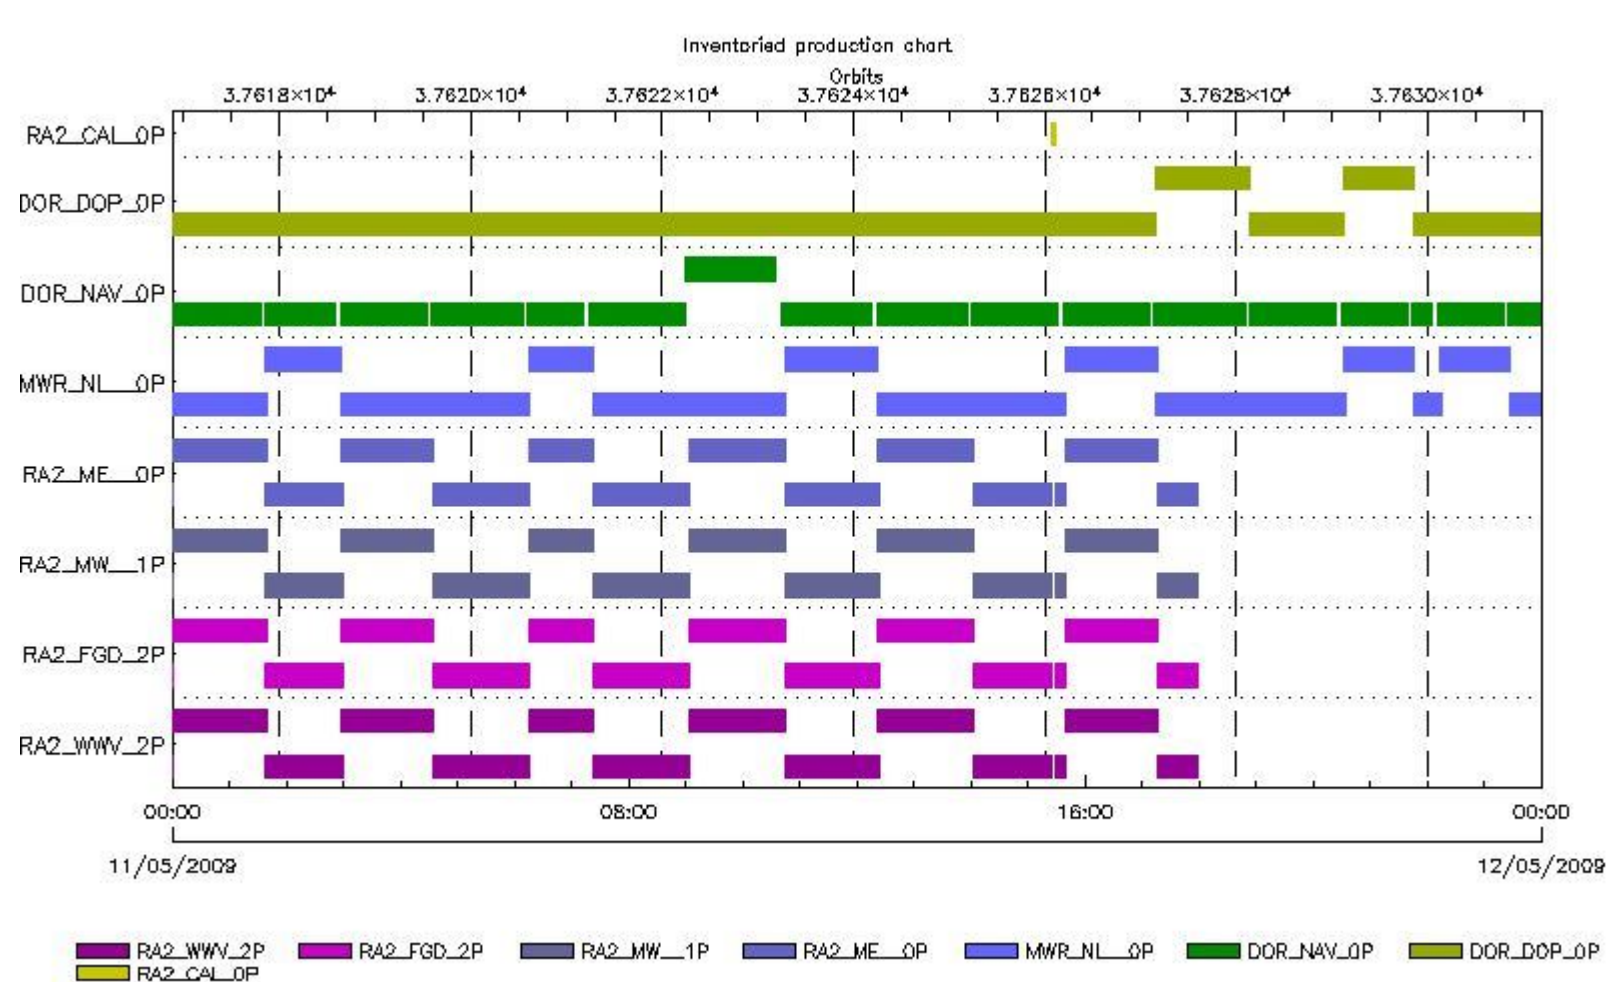 Inventoried production chart
Orbits
3.7618×10⁴ 3.7620×10⁴ 3.7622×10⁴ 3.7624×10⁴ 3.7626×10⁴ 3.7628×10⁴ 3.7630×10⁴
RA2_CAL_0P
DOR_DOP_0P
DOR_NAV_0P
MWR_NL__0P
RA2_ME__0P
RA2_MW__1P
RA2_FGD_2P
RA2_WWV_2P
00:00 08:00 16:00 00:00
11/05/2009 12/05/2009
RA2_WWV_2P RA2_FGD_2P RA2_MW__1P RA2_ME__0P MWR_NL__0P DOR_NAV_0P DOR_DOP_0P
RA2_CAL_0P